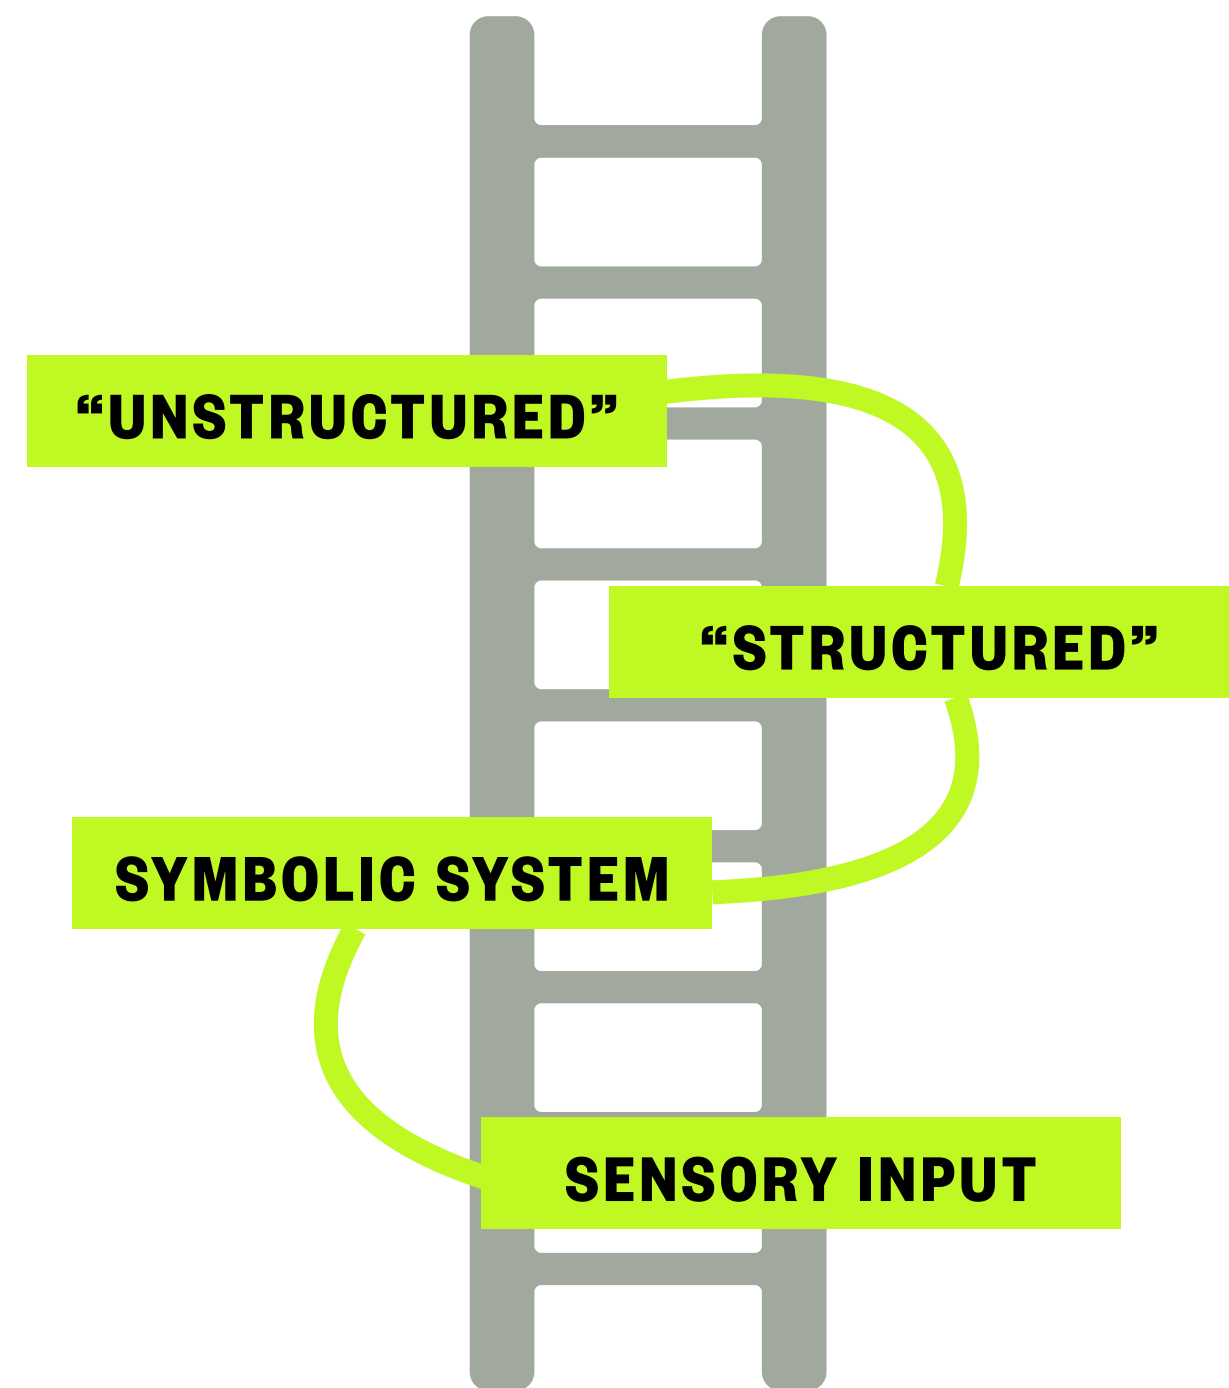 “UNSTRUCTURED”
“STRUCTURED”
SYMBOLIC SYSTEM
SENSORY INPUT